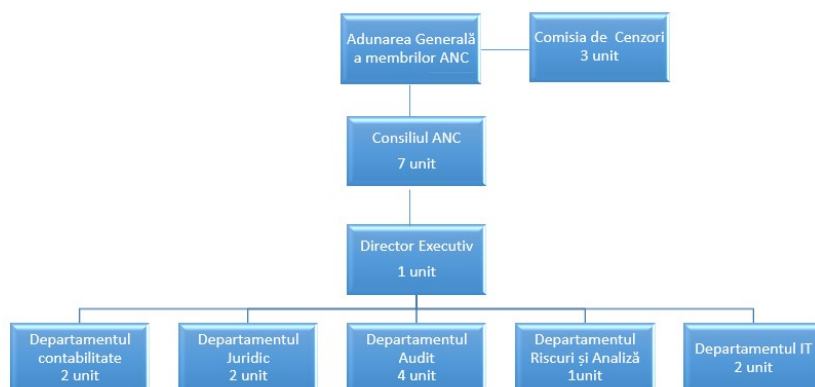 Adunarea Generală
a membrilor ANC
Comisia de Cenzori
3 unit
Consiliul ANC
7 unit
Director Executiv
1 unit
Departamentul
contabilitate
2 unit
Departamentul
Juridic
2 unit
Departamentul
Audit
4 unit
Departamentul
Riscuri și Analiză
1unit
Departamentul IT
2 unit